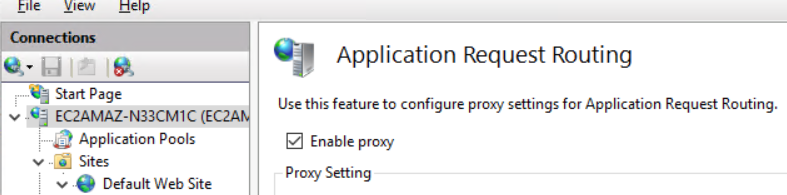 File View Help
Connections
Application Request Routing
Start Page
Use this feature to configure proxy settings for Application Request Routing.
EC2AMAZ-N33CM1C (EC2AM
Application Pools
Enable proxy
Sites
Proxy Setting
Default Web Site